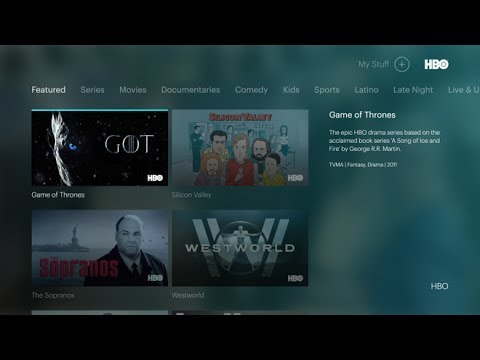 My Stuff
HBO
Featured Series Movies Documentaries Comedy Kids Sports Latino Late Night Live & U
GOT
HBO
Game of Thrones
SILICON VALLEY
HBO
Silicon Valley
Game of Thrones
The epic HBO drama series based on the
acclaimed book series 'A Song of Ice and
Fire' by George R.R. Martin.
TVMA | Fantasy, Drama | 2011
THE Sopranos
HBO
The Sopranos
WESTWORLD
HBO
Westworld
HBO